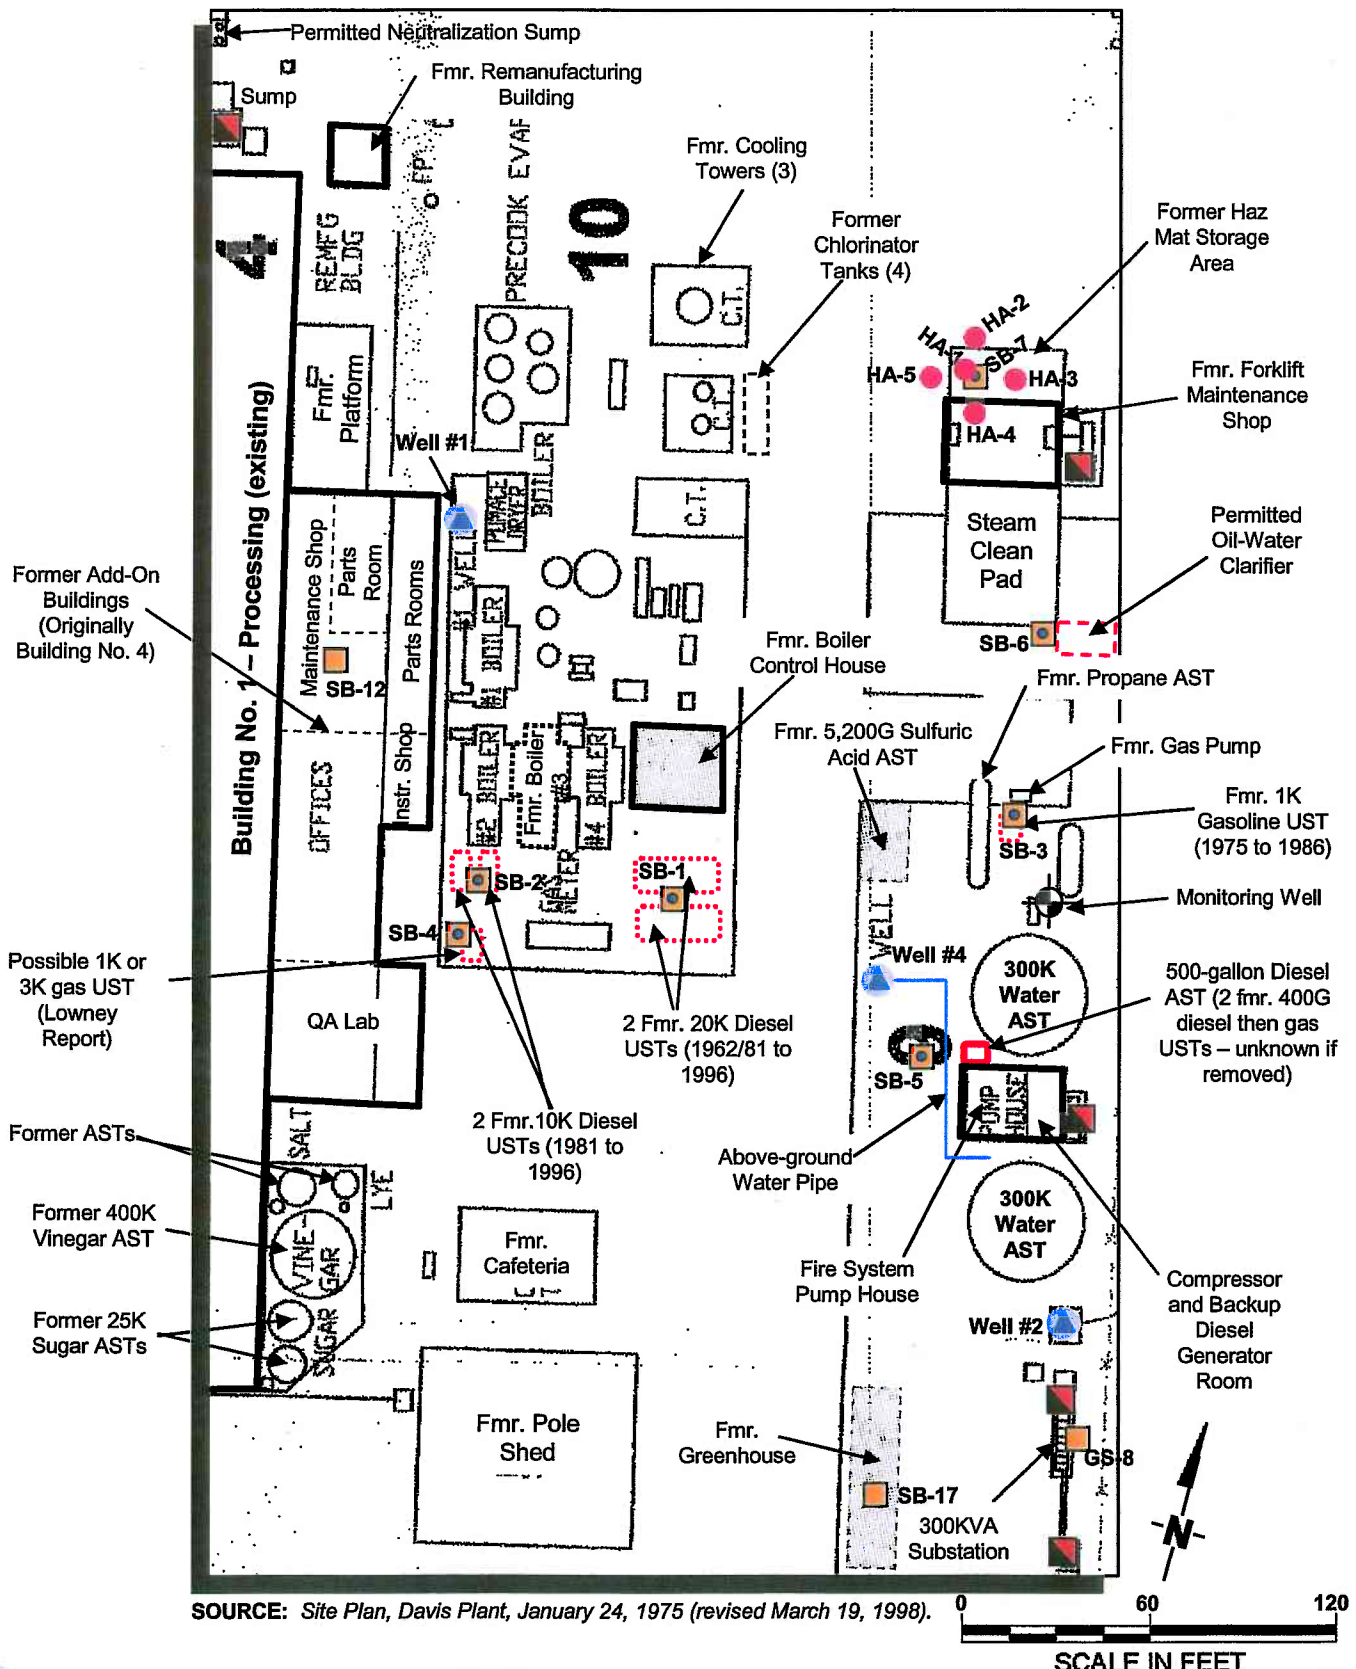 Permitted Neutralization Sump
Fmr. Remanufacturing
Building
Sump
Fmr. Cooling
Towers (3)
Former
Chlorinator
Tanks (4)
Former Haz
Mat Storage
Area
4
REMFG
BLDG
FP
PRECOOK EVAP
10
C.T.
HA-2
HA-1
SB-7
HA-5
HA-3
HA-4
Fmr. Forklift
Maintenance
Shop
Fmr.
Platform
Well #1
BOILER
POMACE
DRYER
C.T.
C.T.
#1 WELL
Steam
Clean
Pad
Permitted
Oil-Water
Clarifier
SB-6
Building No. 1 – Processing (existing)
Maintenance Shop
Parts
Room
Parts Rooms
Former Add-On
Buildings
(Originally
Building No. 4)
SB-12
#1 BOILER
Fmr. Boiler
Control House
Fmr. Propane AST
Fmr. 5,200G Sulfuric
Acid AST
Fmr. Gas Pump
OFFICES
Instr. Shop
#2 BOILER
Fmr. Boiler
#3
#4 BOILER
Fmr. 1K
Gasoline UST
(1975 to 1986)
SB-3
SB-2
GAS
METER
SB-1
Monitoring Well
SB-4
WELL
Well #4
Possible 1K or
3K gas UST
(Lowney
Report)
QA Lab
2 Fmr. 20K Diesel
USTs (1962/81 to
1996)
300K
Water
AST
500-gallon Diesel
AST (2 fmr. 400G
diesel then gas
USTs – unknown if
removed)
SB-5
PUMP
HOUSE
2 Fmr.10K Diesel
USTs (1981 to
1996)
Former ASTs
SALT
LYE
Above-ground
Water Pipe
Former 400K
Vinegar AST
VINE-
GAR
Fmr.
Cafeteria
C T
300K
Water
AST
Fire System
Pump House
Compressor
and Backup
Diesel
Generator
Room
Former 25K
Sugar ASTs
SUGAR
Well #2
Fmr. Pole
Shed
Fmr.
Greenhouse
GS-8
SB-17
300KVA
Substation
N
SOURCE: Site Plan, Davis Plant, January 24, 1975 (revised March 19, 1998).
0 60 120
SCALE IN FEET